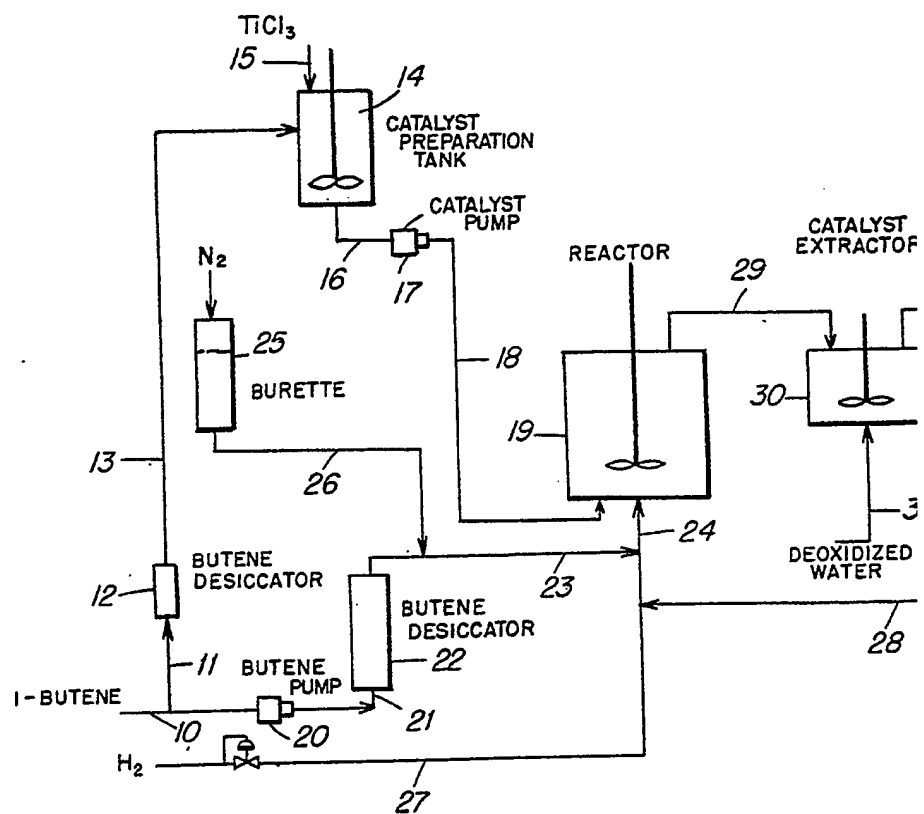 TiCl3
15
14
CATALYST
PREPARATION
TANK
CATALYST
PUMP
16
17
N2
25
BURETTE
18
REACTOR
29
CATALYST
EXTRACTOR
19
30
13
26
24
3
DEOXIDIZED
WATER
BUTENE
DESICCATOR
12
23
BUTENE
DESICCATOR
22
28
11
BUTENE
PUMP
1-BUTENE
10
20
21
H2
27